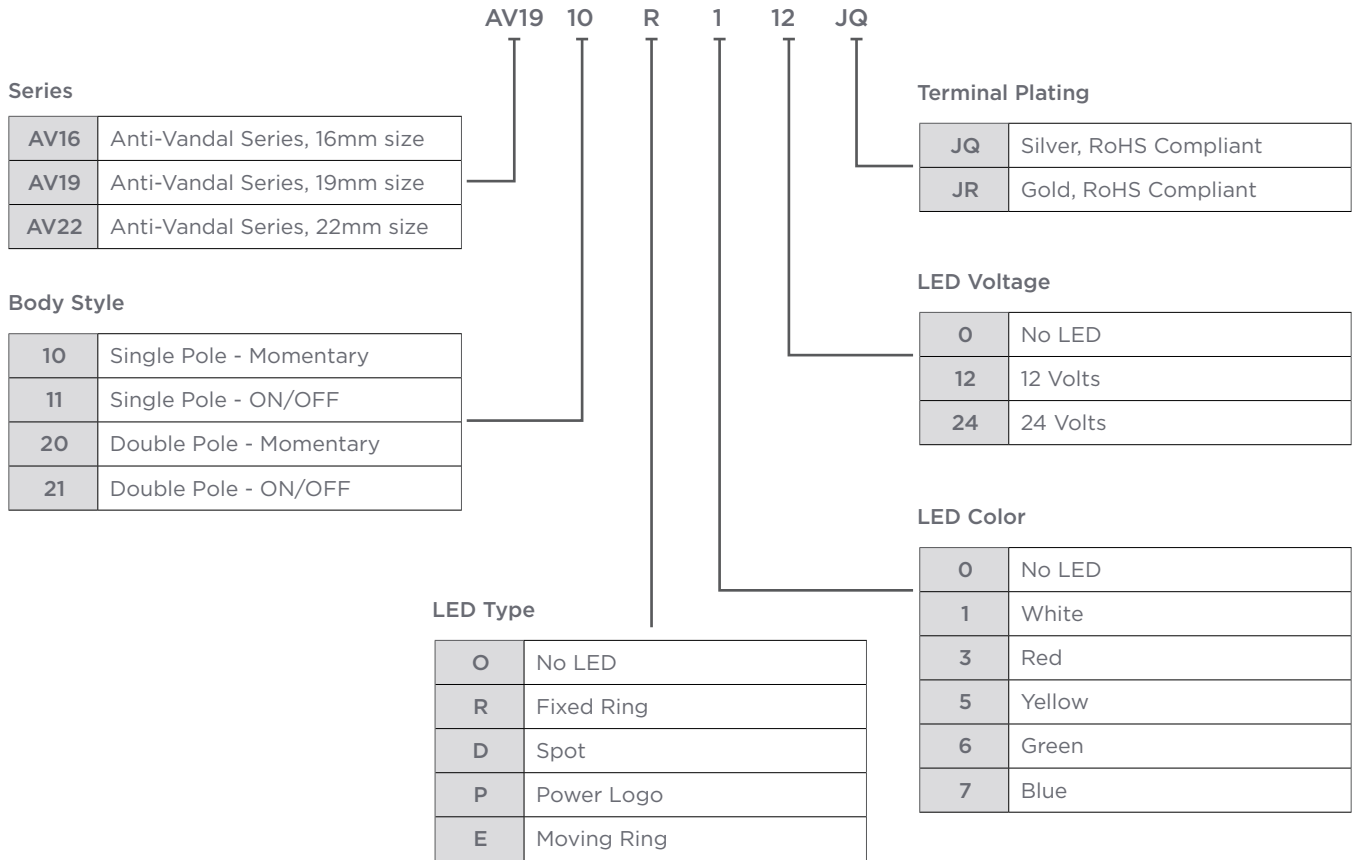 AV19 10 R 1 12 JQ
Series
AV16 Anti-Vandal Series, 16mm size
AV19 Anti-Vandal Series, 19mm size
AV22 Anti-Vandal Series, 22mm size
Body Style
10 Single Pole - Momentary
11 Single Pole - ON/OFF
20 Double Pole - Momentary
21 Double Pole - ON/OFF
LED Type
O No LED
R Fixed Ring
D Spot
P Power Logo
E Moving Ring
Terminal Plating
JQ Silver, RoHS Compliant
JR Gold, RoHS Compliant
LED Voltage
0 No LED
12 12 Volts
24 24 Volts
LED Color
0 No LED
1 White
3 Red
5 Yellow
6 Green
7 Blue